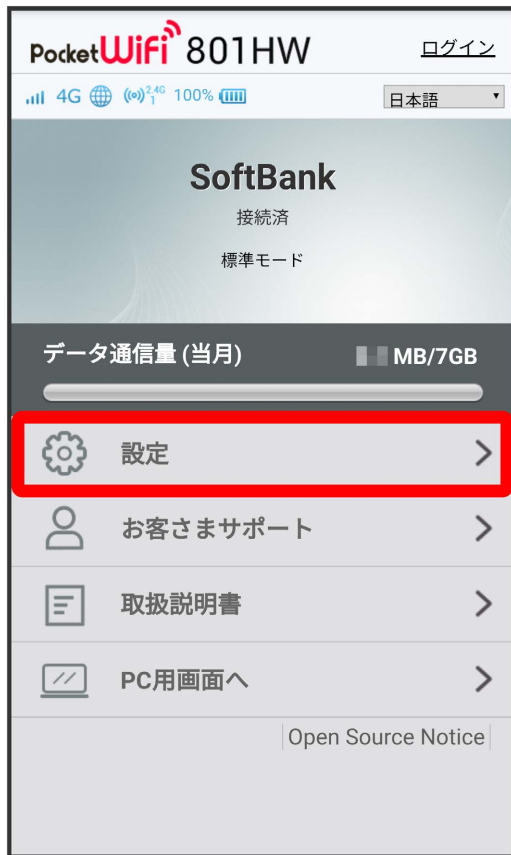 PocketWiFi 801HW ログイン
4G 2.4G 1 100% 日本語
SoftBank
接続済
標準モード
データ通信量 (当月) MB/7GB
設定
お客さまサポート
取扱説明書
PC用画面へ
Open Source Notice